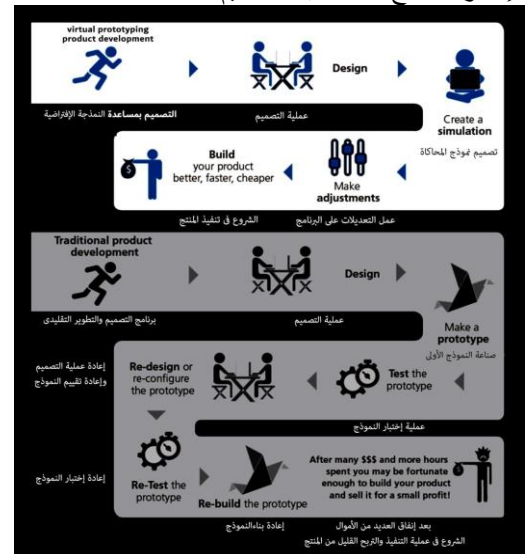 virtual prototyping
product development
Design
التصميم بمساعدة النمذجة الإفتراضية
عملية التصميم
Create a
simulation
تصميم نموذج المحاكاة
Build
your product
better, faster, cheaper
Make
adjustments
$
الشروع في تنفيذ المنتج
عمل التعديلات على البرنامج
Traditional product
development
Design
برنامج التصميم والتطوير التقليدى
عملية التصميم
Make a
prototype
صناعة النموذج الأولى
إعادة عملية التصميم
وإعادة تقييم النموذج
Re-design or
re-configure
the prototype
Test the
prototype
عملية إختبار النموذج
إعادة إختبار النموذج
Re-Test the
prototype
Re-build the prototype
After many $$$ and more hours
spent you may be fortunate
enough to build your product
and sell it for a small profit!
إعادة بناءالنموذج
بعد إنفاق العديد من الأموال
الشروع في عملية التنفيذ والتربح القليل من المنتج